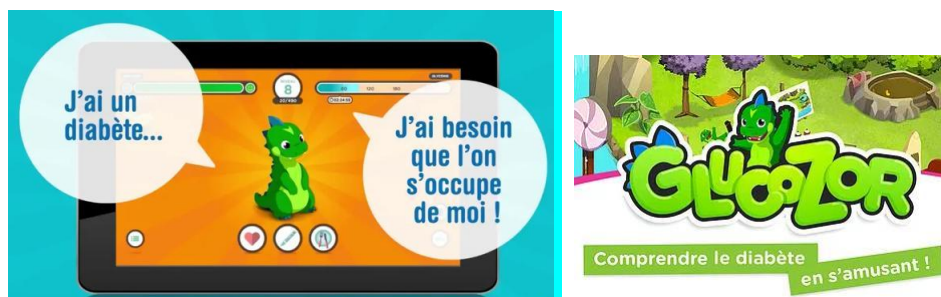 J'ai un
diabète...
8
J'ai besoin
que l'on
s'occupe
de moi !
GLUCOZOR
Comprendre le diabète
en s'amusant !